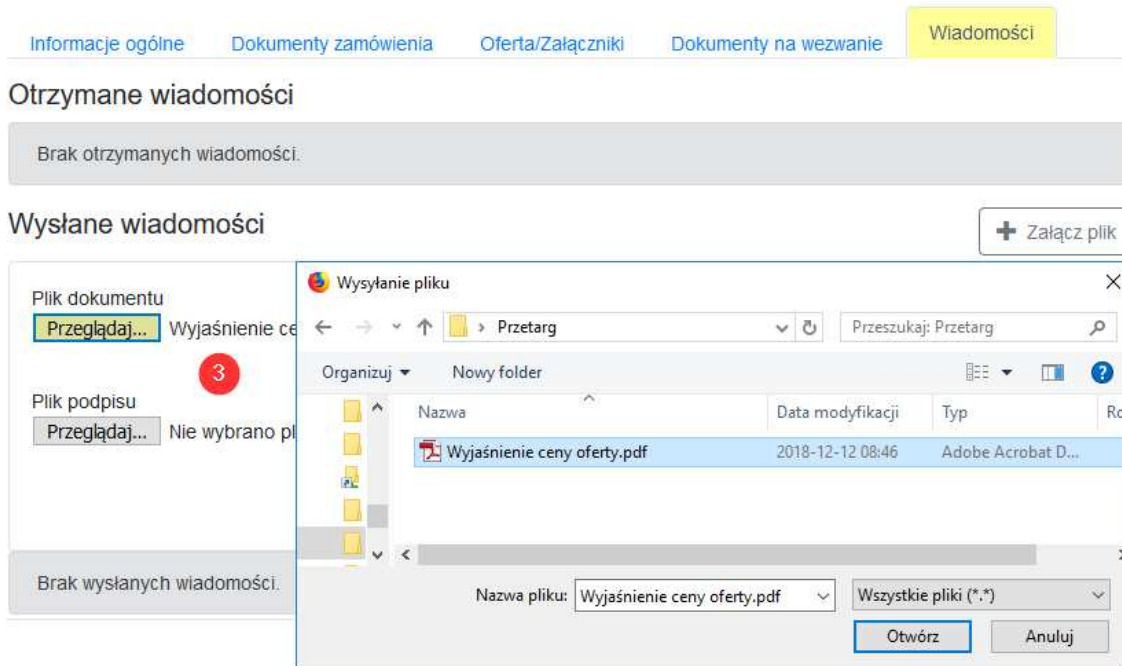 Informacje ogólne Dokumenty zamówienia Oferta/Załączniki Dokumenty na wezwanie Wiadomości
Otrzymane wiadomości
Brak otrzymanych wiadomości.
Wysłane wiadomości
+ Załącz plik
Plik dokumentu
Przeglądaj... Wyjaśnienie
3
Plik podpisu
Przeglądaj... Nie wybrano
Brak wysłanych wiadomości.
Wysyłanie pliku
Przetarg
Przeszukaj: Przetarg
Organizuj Nowy folder
Nazwa Data modyfikacji Typ
Wyjaśnienie ceny oferty.pdf 2018-12-12 08:46 Adobe Acrobat D...
Nazwa pliku: Wyjaśnienie ceny oferty.pdf Wszystkie pliki (*.*)
Otwórz Anuluj